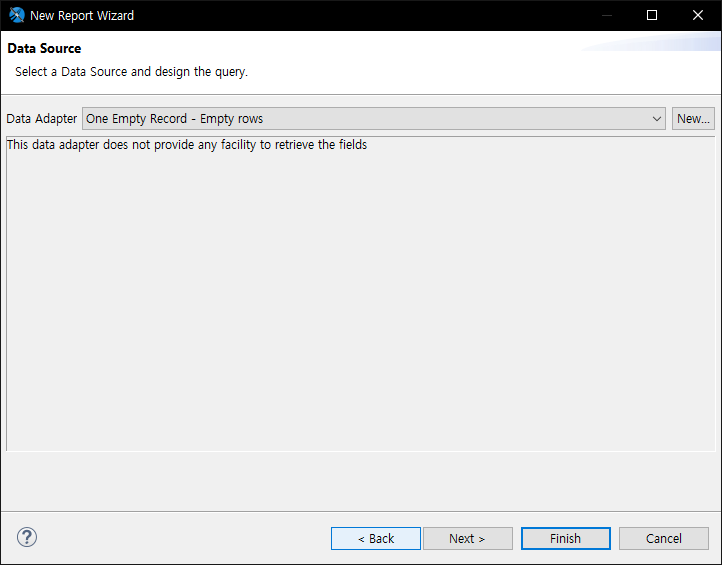 New Report Wizard
Data Source
Select a Data Source and design the query.
Data Adapter One Empty Record - Empty rows New...
This data adapter does not provide any facility to retrieve the fields
? < Back Next > Finish Cancel